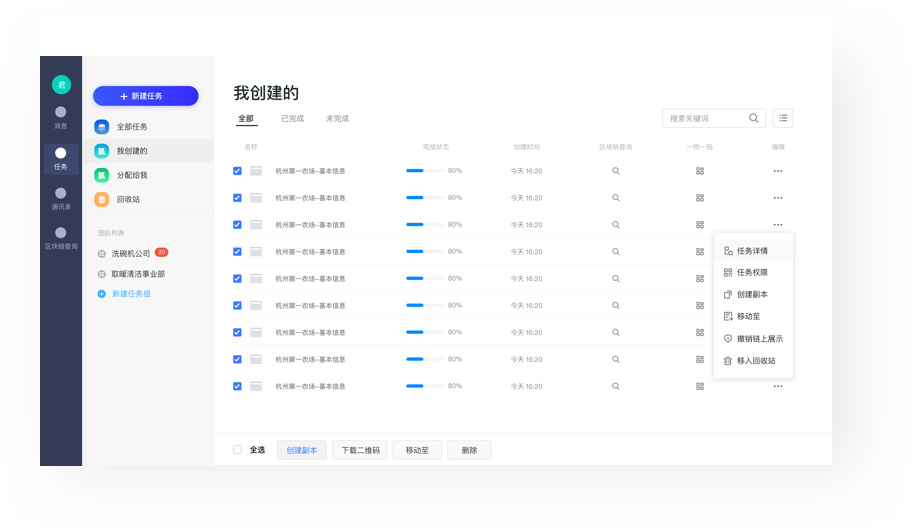 君
消息
任务
通讯录
区块链查询
+ 新建任务
全部任务
我创建的
分配给我
回收站
团队列表
洗碗机公司 30
取暖清洁事业部
新建任务组
我创建的
全部 已完成 未完成
搜索关键词
名称 完成状态 创建时间 区块链查询 一物一码 编辑
杭州第一农场–基本信息 80% 今天 16:20
杭州第一农场–基本信息 80% 今天 16:20
杭州第一农场–基本信息 80% 今天 16:20
杭州第一农场–基本信息 80% 今天 16:20
杭州第一农场–基本信息 80% 今天 16:20
杭州第一农场–基本信息 80% 今天 16:20
杭州第一农场–基本信息 80% 今天 16:20
杭州第一农场–基本信息 80% 今天 16:20
杭州第一农场–基本信息 80% 今天 16:20
任务详情
任务权限
创建副本
移动至
撤销链上展示
移入回收站
全选 创建副本 下载二维码 移动至 删除